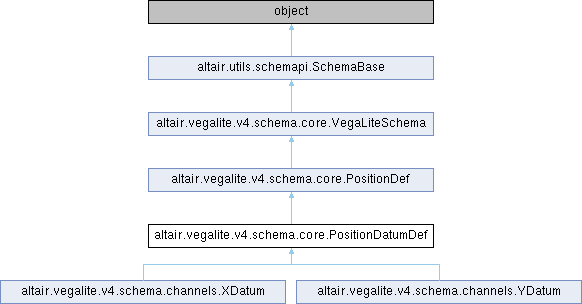 object
altair.utils.schemapi.SchemaBase
altair.vegalite.v4.schema.core.VegaLiteSchema
altair.vegalite.v4.schema.core.PositionDef
altair.vegalite.v4.schema.core.PositionDatumDef
altair.vegalite.v4.schema.channels.XDatum
altair.vegalite.v4.schema.channels.YDatum